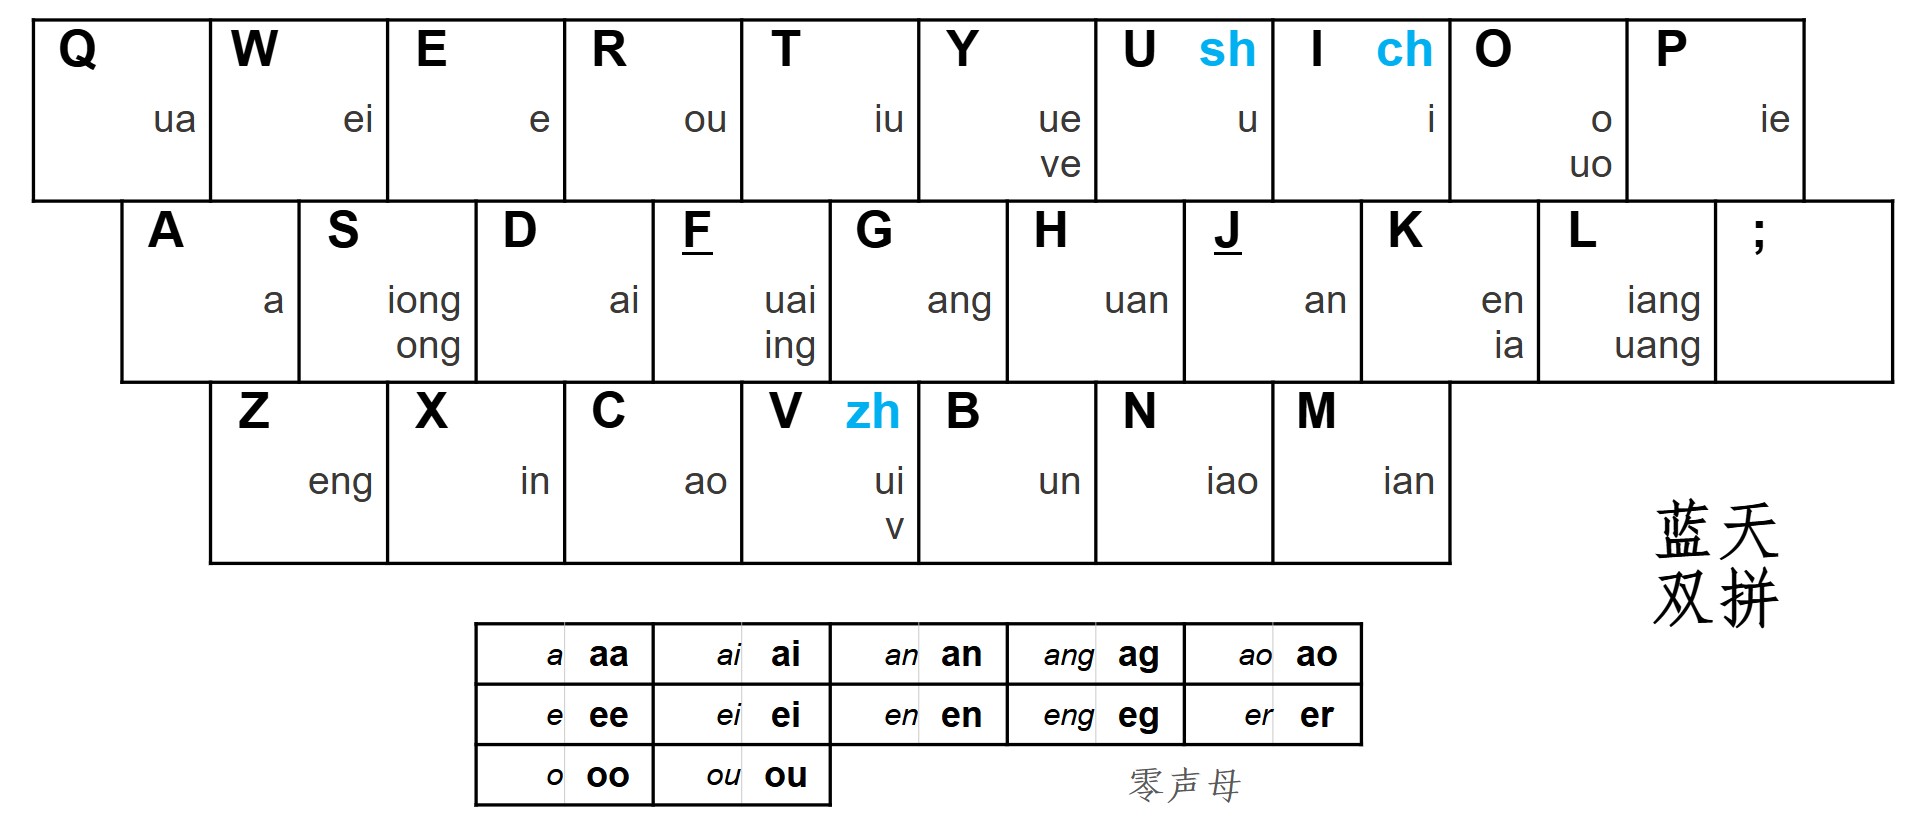 Q W E R T Y U sh I ch O P
ua ei e ou iu ue u i o ie
ve uo
A S D F G H J K L ;
a iong ai uai ang uan an en iang
ong ing ia uang
Z X C V zh B N M
eng in ao ui un iao ian
v
蓝天
双拼
a aa ai ai an an ang ag ao ao
e ee ei ei en en eng eg er er
o oo ou ou
零声母